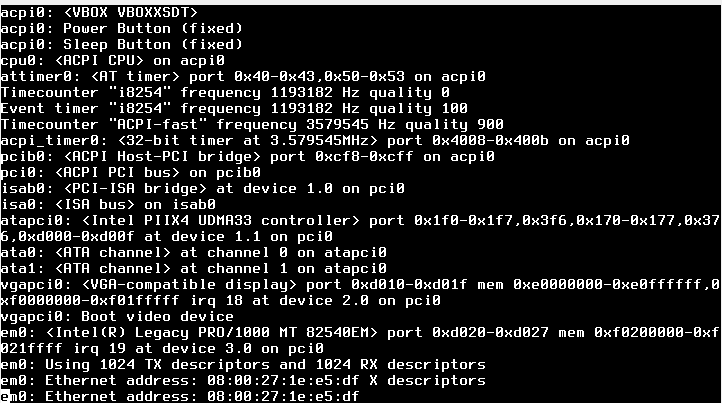 acpi0: <VBOX VBOXXSDT>
acpi0: Power Button (fixed)
acpi0: Sleep Button (fixed)
cpu0: <ACPI CPU> on acpi0
attimer0: <AT timer> port 0x40-0x43,0x50-0x53 on acpi0
Timecounter "i8254" frequency 1193182 Hz quality 0
Event timer "i8254" frequency 1193182 Hz quality 100
Timecounter "ACPI-fast" frequency 3579545 Hz quality 900
acpi_timer0: <32-bit timer at 3.579545MHz> port 0x4008-0x400b on acpi0
pcib0: <ACPI Host-PCI bridge> port 0xcf8-0xcff on acpi0
pci0: <ACPI PCI bus> on pcib0
isab0: <PCI-ISA bridge> at device 1.0 on pci0
isa0: <ISA bus> on isab0
atapci0: <Intel PIIX4 UDMA33 controller> port 0x1f0-0x1f7,0x3f6,0x170-0x177,0x37
6,0xd000-0xd00f at device 1.1 on pci0
ata0: <ATA channel> at channel 0 on atapci0
ata1: <ATA channel> at channel 1 on atapci0
vgapci0: <VGA-compatible display> port 0xd010-0xd01f mem 0xe0000000-0xe0ffffff,0
xf0000000-0xf01fffff irq 18 at device 2.0 on pci0
vgapci0: Boot video device
em0: <Intel(R) Legacy PRO/1000 MT 82540EM> port 0xd020-0xd027 mem 0xf0200000-0xf
021ffff irq 19 at device 3.0 on pci0
em0: Using 1024 TX descriptors and 1024 RX descriptors
em0: Ethernet address: 08:00:27:1e:e5:df X descriptors
em0: Ethernet address: 08:00:27:1e:e5:df